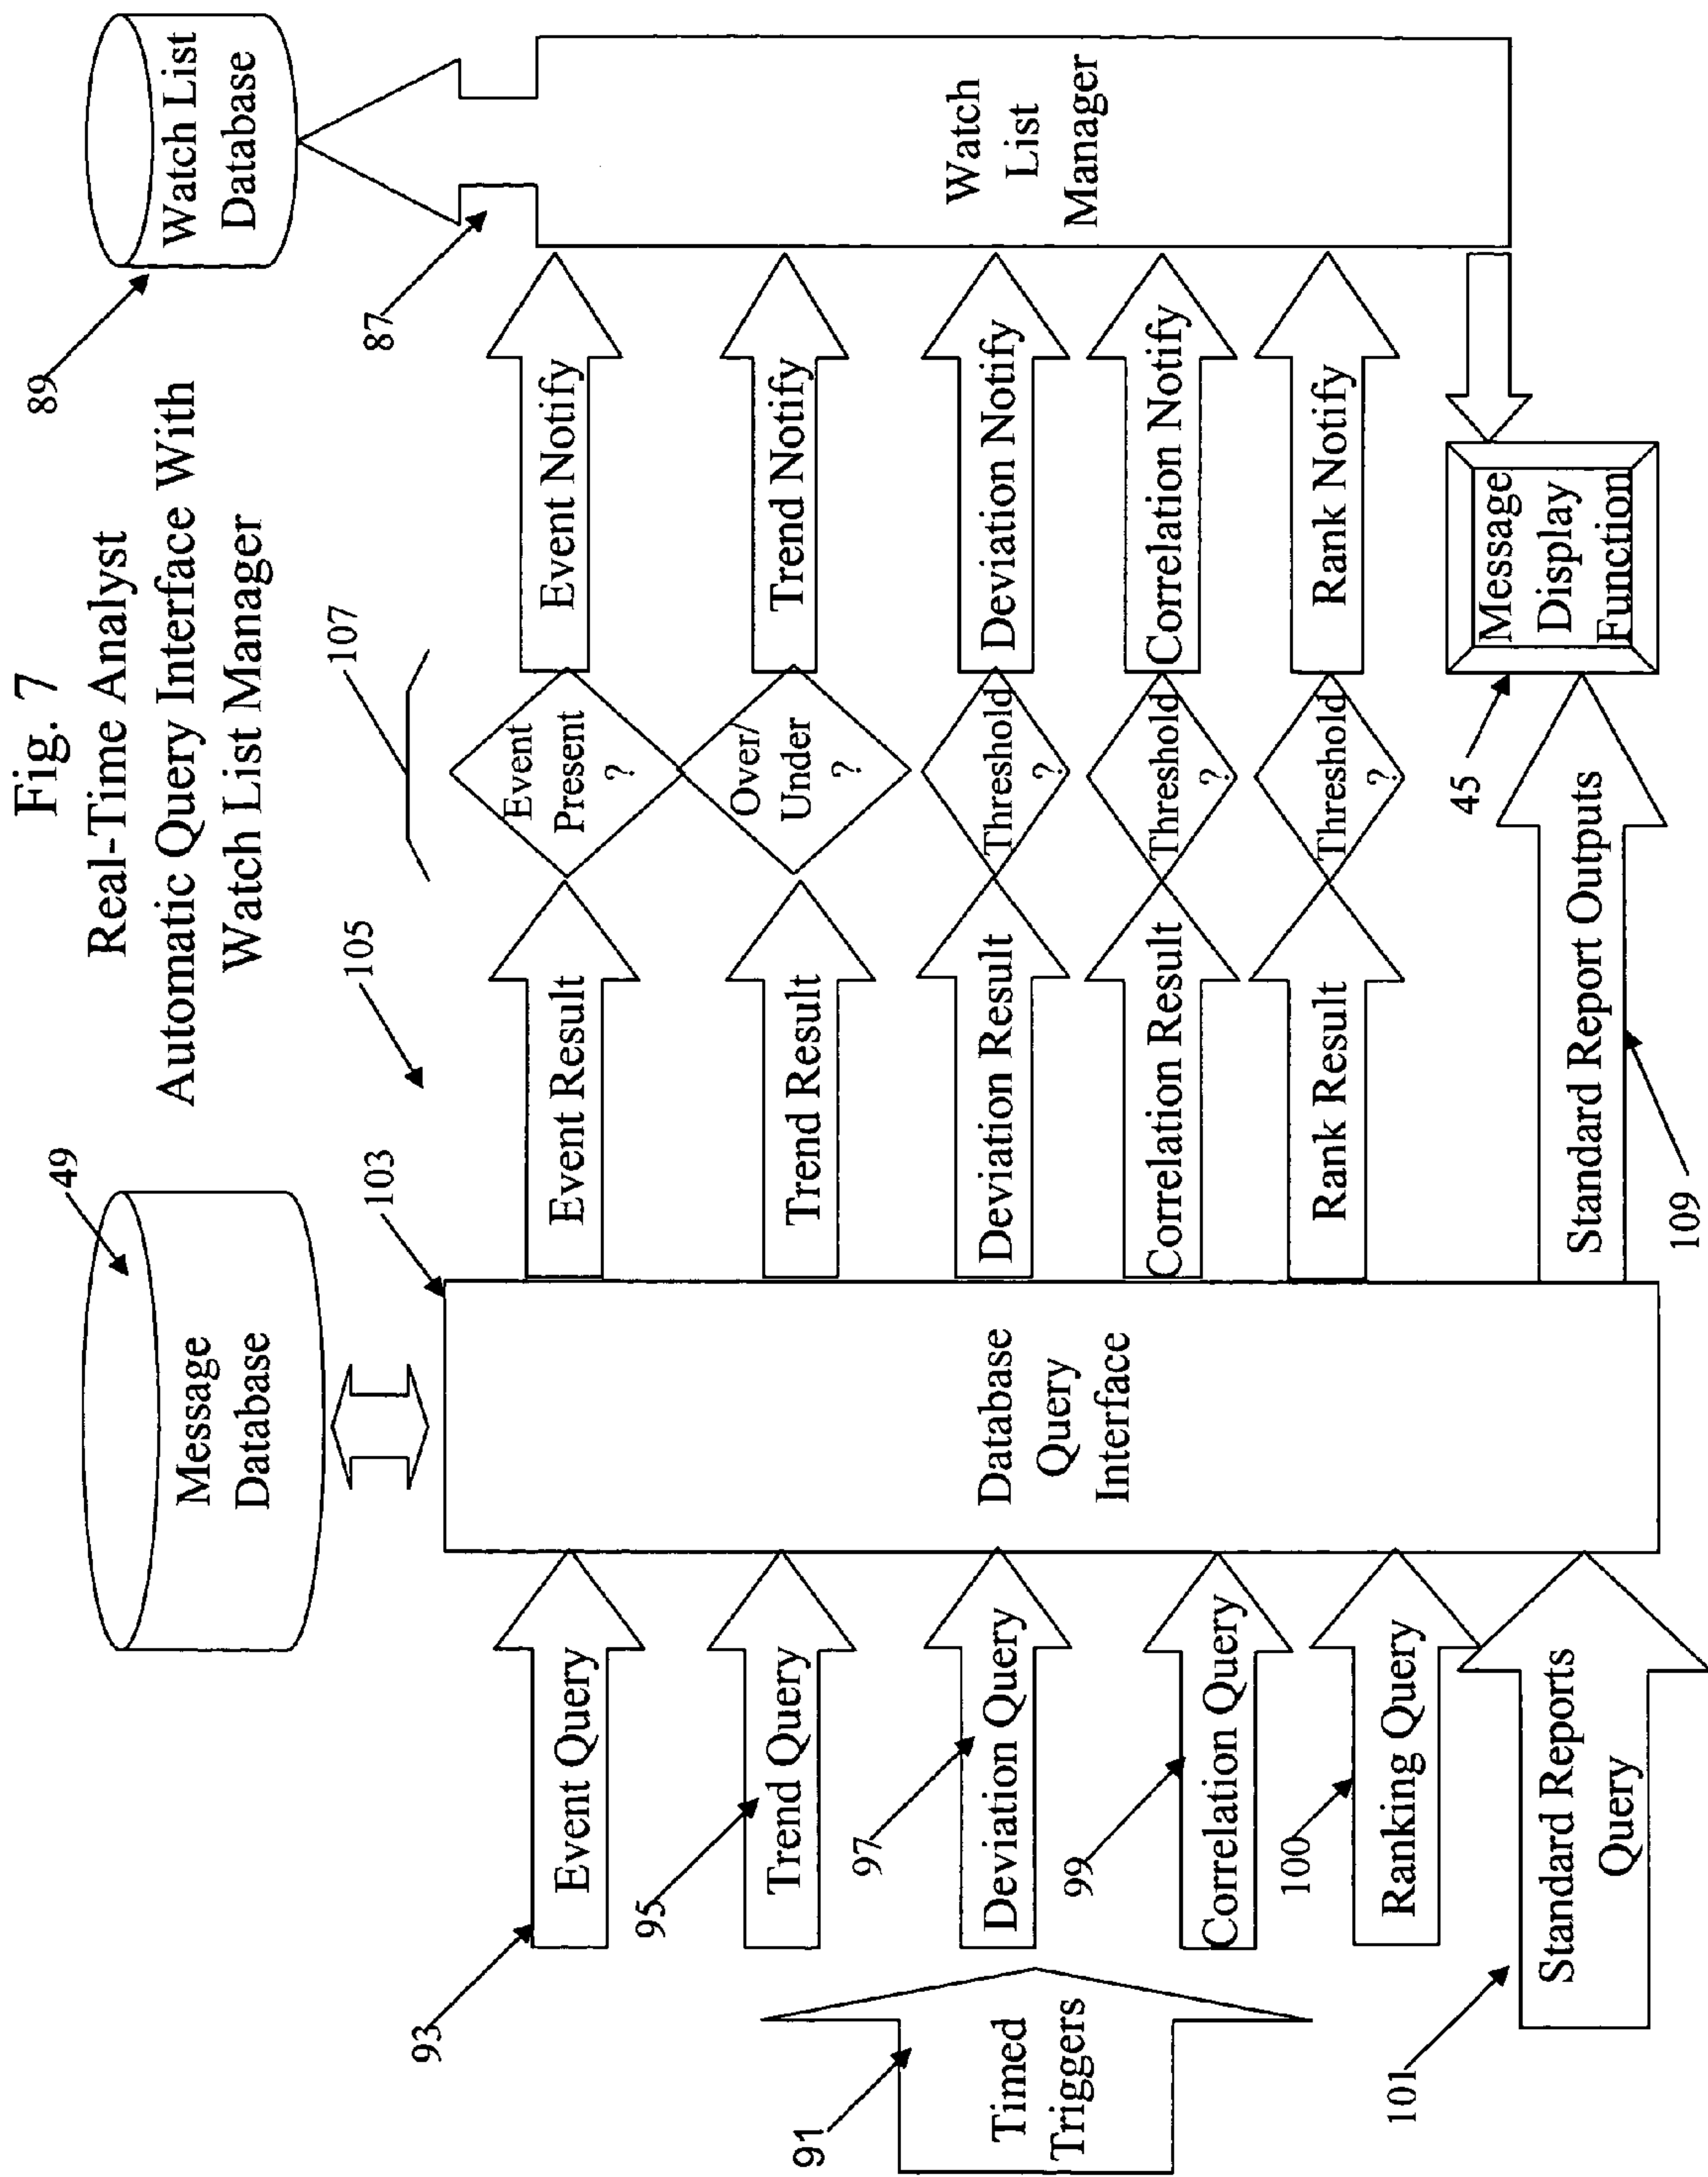 Fig. 7
Real-Time Analyst
Automatic Query Interface With
Watch List Manager
89
Watch List
Database
49
Message
Database
103
105
107
87
93
Event Query
Event Result
Event
Present
?
Event Notify
95
Trend Query
Trend Result
Over/
Under
?
Trend Notify
91
Timed
Triggers
97
Deviation Query
Database
Query
Interface
Deviation Result
Threshold
?
Deviation Notify
Watch
List
Manager
99
Correlation Query
Correlation Result
Threshold
?
Correlation Notify
100
Ranking Query
Rank Result
Threshold
?
Rank Notify
101
Standard Reports
Query
Standard Report Outputs
109
45
Message
Display
Function